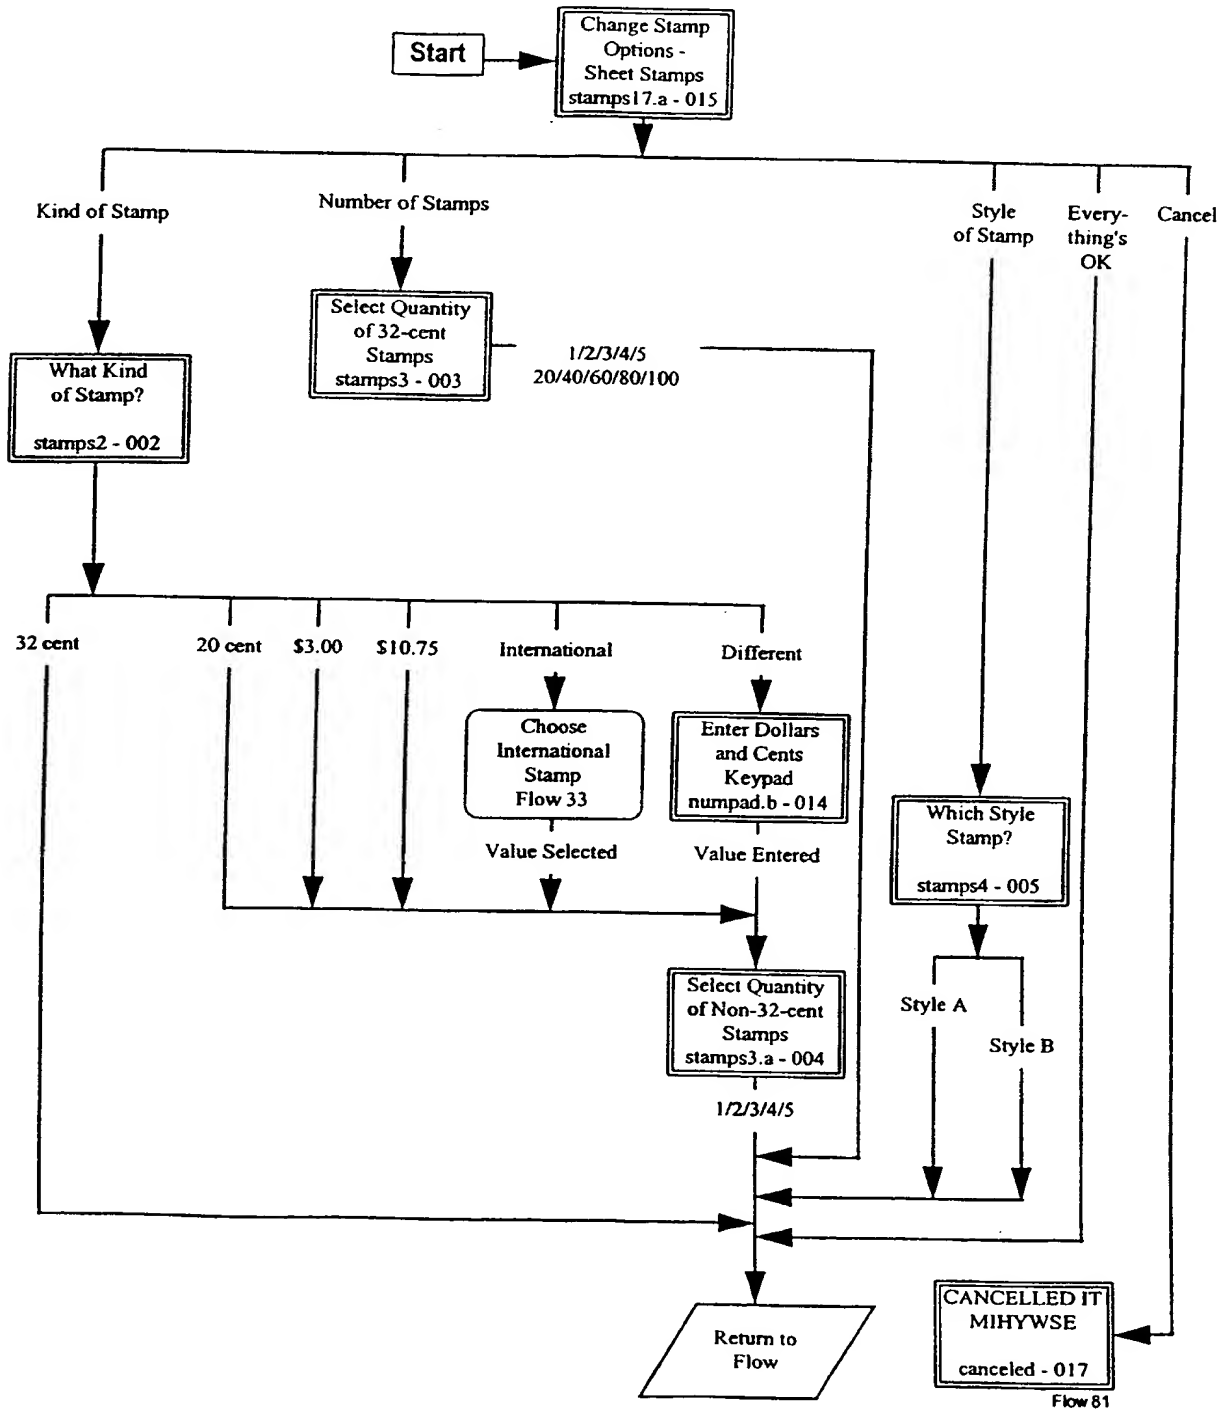 Start
Change Stamp
Options -
Sheet Stamps
stamps17.a - 015
Kind of Stamp
Number of Stamps
Style
of Stamp
Every-
thing's
OK
Cancel
What Kind
of Stamp?
stamps2 - 002
Select Quantity
of 32-cent
Stamps
stamps3 - 003
1/2/3/4/5
20/40/60/80/100
32 cent
20 cent
$3.00
$10.75
International
Different
Choose
International
Stamp
Flow 33
Enter Dollars
and Cents
Keypad
numpad.b - 014
Value Selected
Value Entered
Which Style
Stamp?
stamps4 - 005
Select Quantity
of Non-32-cent
Stamps
stamps3.a - 004
1/2/3/4/5
Style A
Style B
Return to
Flow
CANCELLED IT
MIHYWSE
canceled - 017
Flow 81